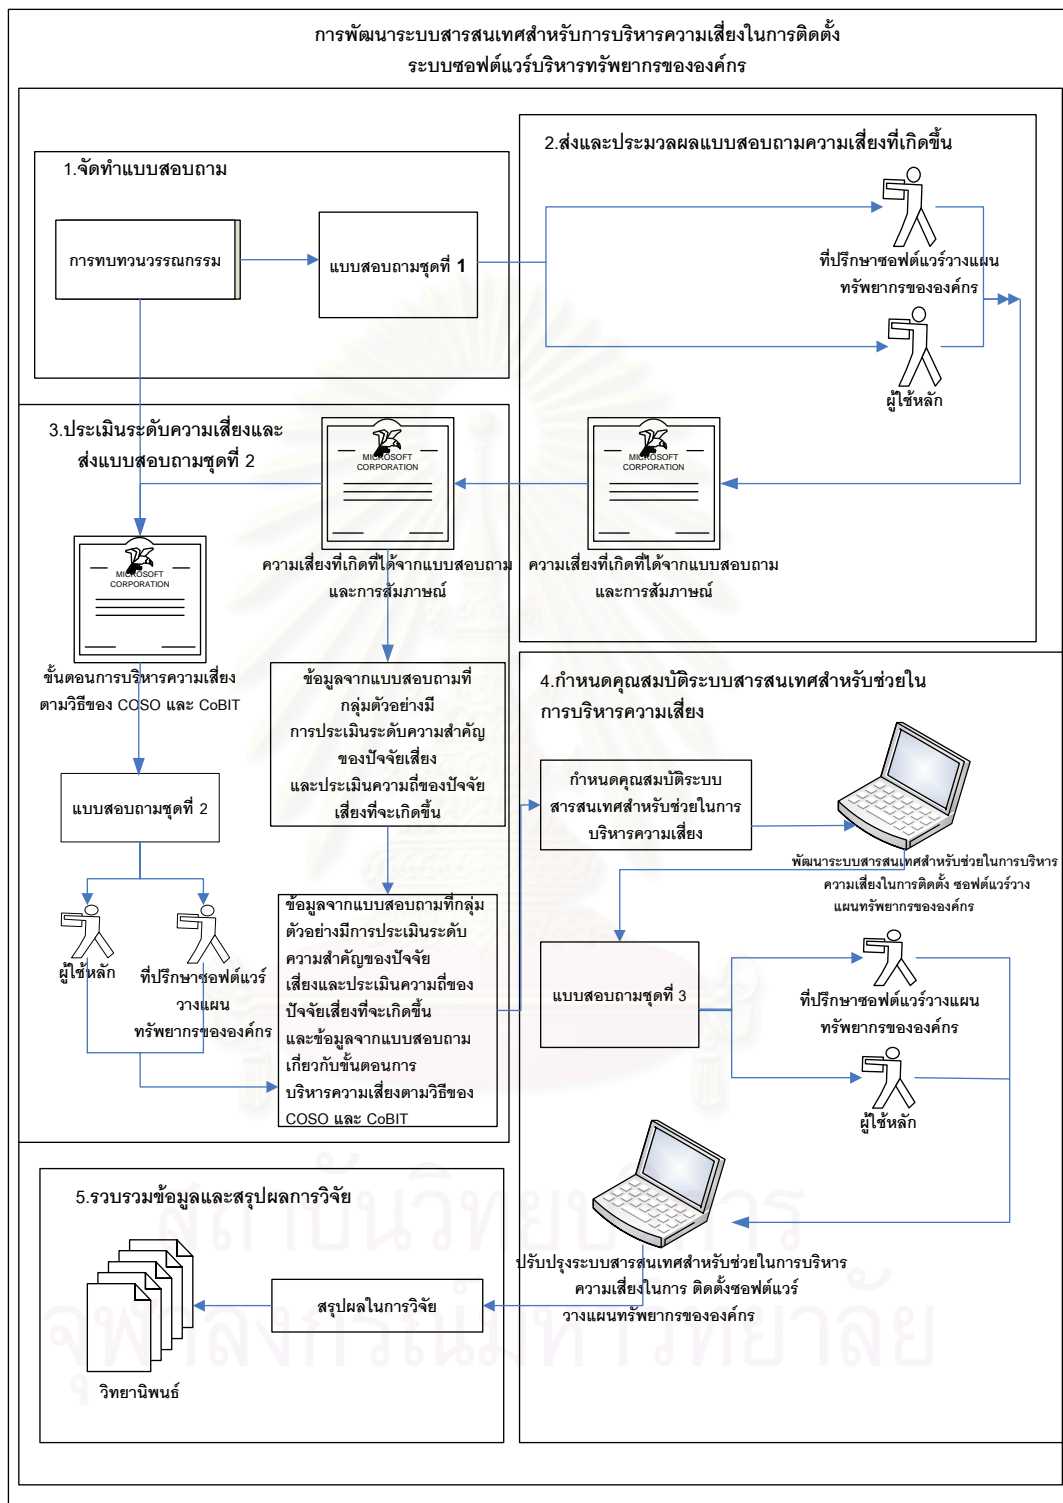 การพัฒนาระบบสารสนเทศสำหรับการบริหารความเสี่ยงในการติดตั้ง
ระบบซอฟต์แวร์บริหารทรัพยากรขององค์กร
1.จัดทำแบบสอบถาม
การทบทวนวรรณกรรม
แบบสอบถามชุดที่ 1
2.ส่งและประมวลผลแบบสอบถามความเสี่ยงที่เกิดขึ้น
ที่ปรึกษาซอฟต์แวร์วางแผน
ทรัพยากรขององค์กร
ผู้ใช้หลัก
MICROSOFT
CORPORATION
ความเสี่ยงที่เกิดที่ได้จากแบบสอบถาม
และการสัมภาษณ์
3.ประเมินระดับความเสี่ยงและ
ส่งแบบสอบถามชุดที่ 2
MICROSOFT
CORPORATION
ความเสี่ยงที่เกิดที่ได้จากแบบสอบถาม
และการสัมภาษณ์
MICROSOFT
CORPORATION
ขั้นตอนการบริหารความเสี่ยง
ตามวิธีของ COSO และ CoBIT
ข้อมูลจากแบบสอบถามที่
กลุ่มตัวอย่างมี
การประเมินระดับความสำคัญ
ของปัจจัยเสี่ยง
และประเมินความถี่ของปัจจัย
เสี่ยงที่จะเกิดขึ้น
แบบสอบถามชุดที่ 2
ผู้ใช้หลัก
ที่ปรึกษาซอฟต์แวร์
วางแผน
ทรัพยากรขององค์กร
ข้อมูลจากแบบสอบถามที่กลุ่ม
ตัวอย่างมีการประเมินระดับ
ความสำคัญของปัจจัย
เสี่ยงและประเมินความถี่ของ
ปัจจัยเสี่ยงที่จะเกิดขึ้น
และข้อมูลจากแบบสอบถาม
เกี่ยวกับขั้นตอนการ
บริหารความเสี่ยงตามวิธีของ
COSO และ CoBIT
4.กำหนดคุณสมบัติระบบสารสนเทศสำหรับช่วยใน
การบริหารความเสี่ยง
กำหนดคุณสมบัติระบบ
สารสนเทศสำหรับช่วยในการ
บริหารความเสี่ยง
พัฒนาระบบสารสนเทศสำหรับช่วยในการบริหาร
ความเสี่ยงในการติดตั้ง ซอฟต์แวร์วาง
แผนทรัพยากรขององค์กร
แบบสอบถามชุดที่ 3
ที่ปรึกษาซอฟต์แวร์วางแผน
ทรัพยากรขององค์กร
ผู้ใช้หลัก
ปรับปรุงระบบสารสนเทศสำหรับช่วยในการบริหาร
ความเสี่ยงในการ ติดตั้งซอฟต์แวร์
วางแผนทรัพยากรขององค์กร
5.รวบรวมข้อมูลและสรุปผลการวิจัย
สรุปผลในการวิจัย
วิทยานิพนธ์
สถาบันวิทยบริการ
จุฬาลงกรณ์มหาวิทยาลัย